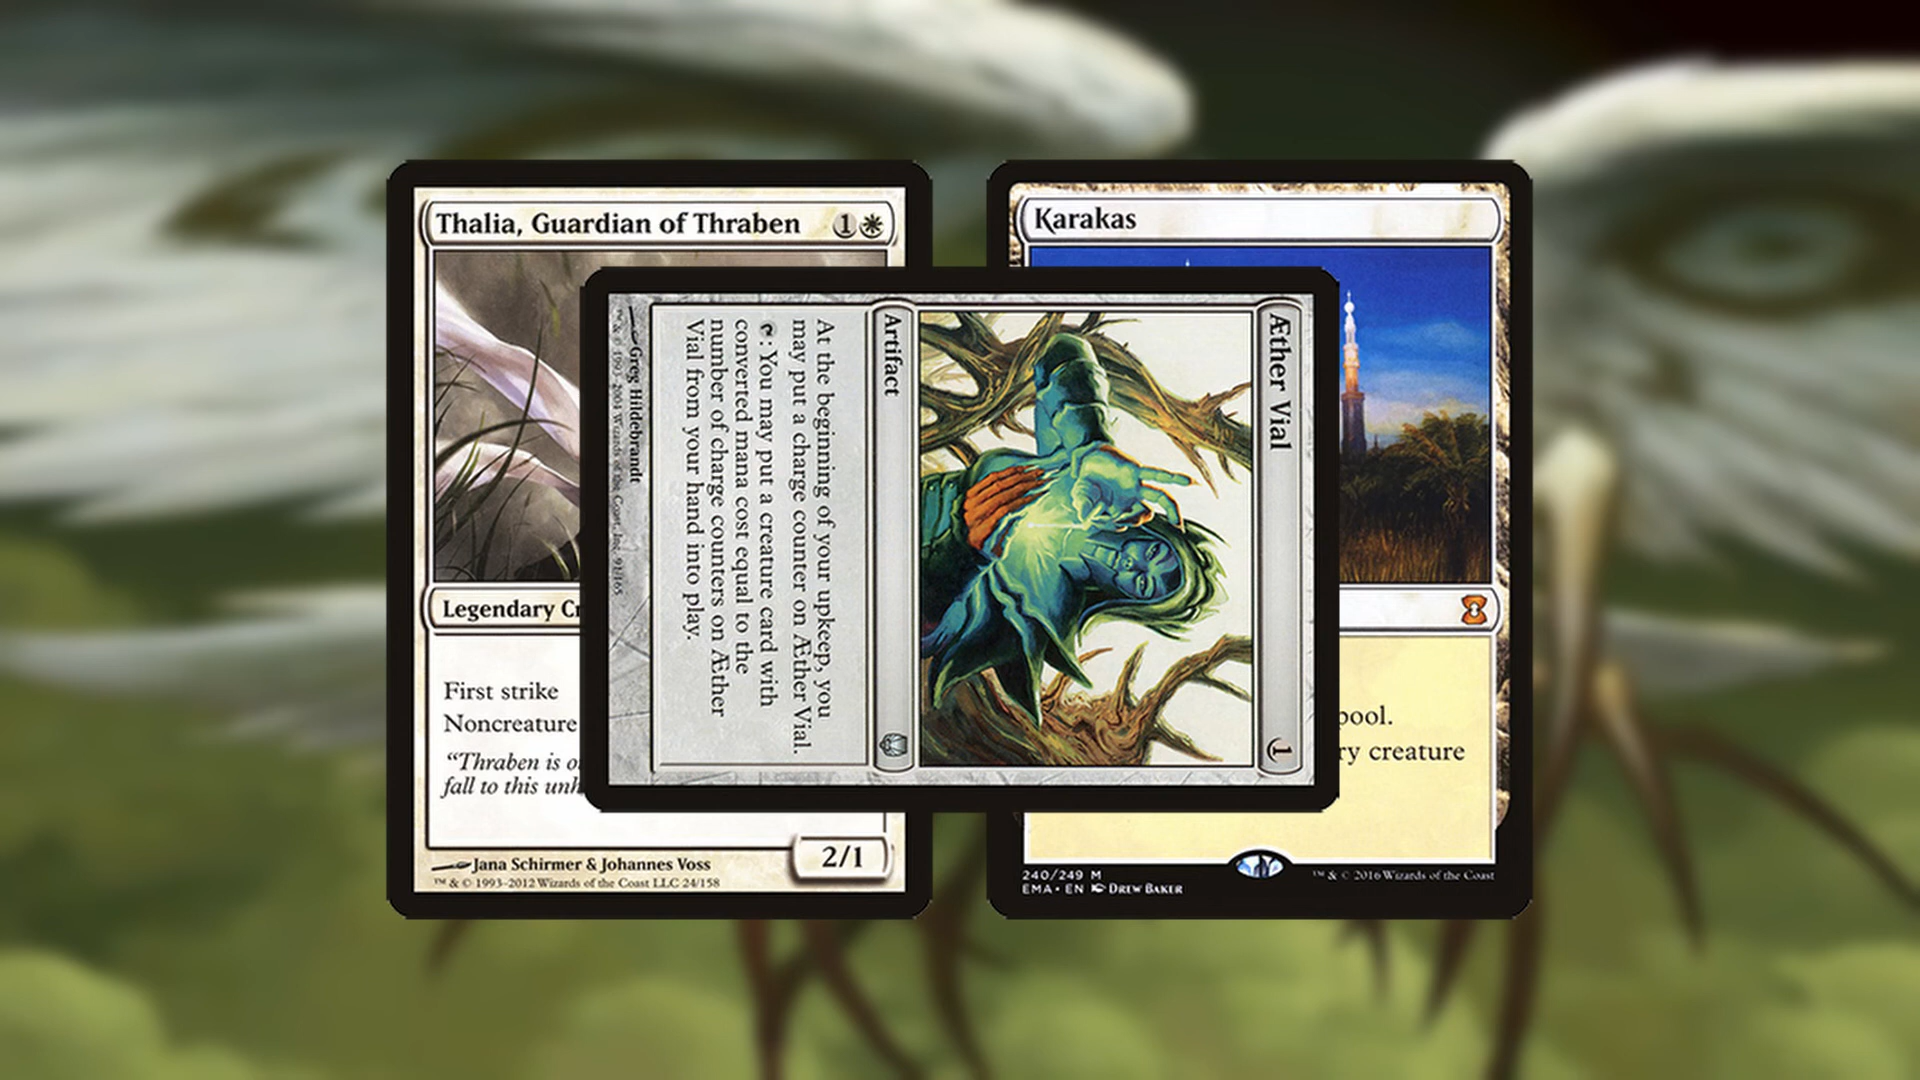 Thalia, Guardian of Thraben 1
Legendary
First strike
Noncreature
“Thraben is
fall to this
Jana Schirmer & Johannes Voss
™ & © 1993–2012 Wizards of the Coast LLC 24/158
2/1
Æther Vial 1
Artifact
At the beginning of your upkeep, you
may put a charge counter on Æther Vial.
: You may put a creature card with
converted mana cost equal to the
number of charge counters on Æther
Vial from your hand into play.
Greg Hildebrandt
™ & © 1993–2004 Wizards of the Coast, Inc. 91/165
Karakas
pool.
creature
240/249 M
EMA • EN Drew Baker
™ & © 2016 Wizards of the Coast